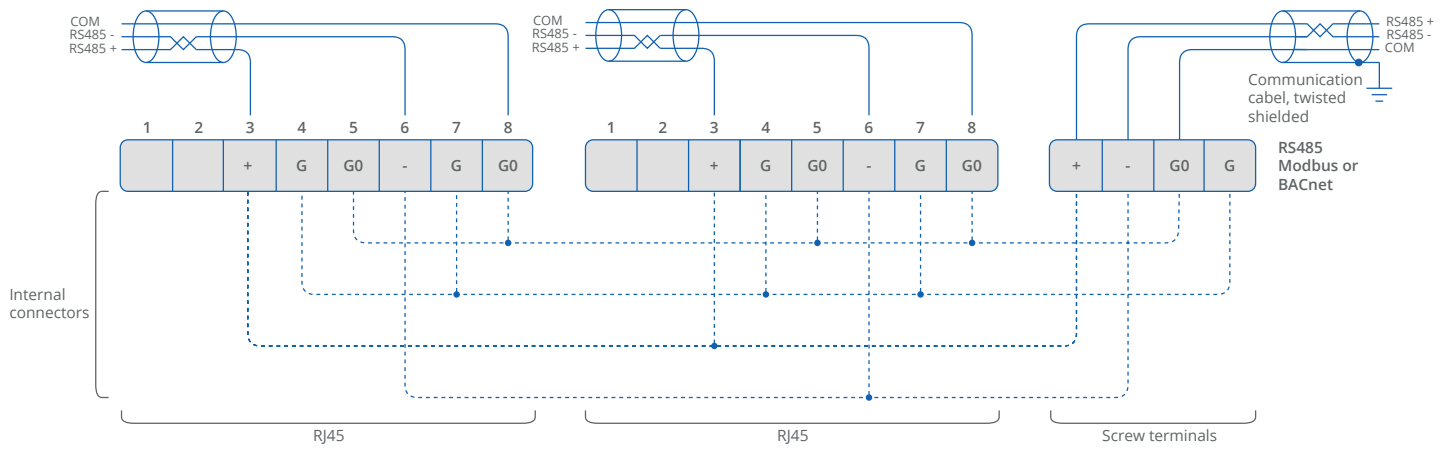 COM
RS485 -
RS485 +
COM
RS485 -
RS485 +
RS485 +
RS485 -
COM
Communication
cabel, twisted
shielded
1 2 3 4 5 6 7 8
1 2 3 4 5 6 7 8
+ G G0 - G G0
+ G G0 - G G0
+ - G0 G
RS485
Modbus or
BACnet
Internal
connectors
RJ45
RJ45
Screw terminals